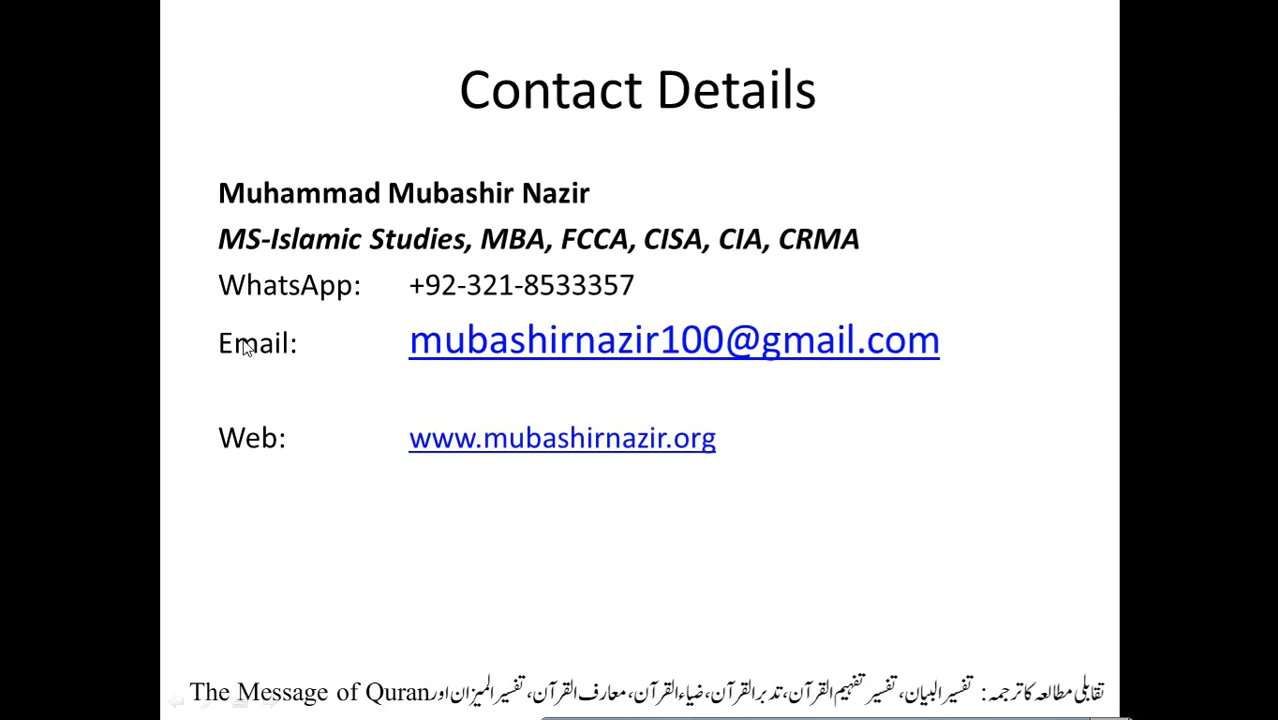 Contact Details
Muhammad Mubashir Nazir
MS-Islamic Studies, MBA, FCCA, CISA, CIA, CRMA
WhatsApp: +92-321-8533357
Email: mubashirnazir100@gmail.com
Web: www.mubashirnazir.org
تقابلی مطالعہ کا ترجمہ: تفسیر البیان، تفسیر تفہیم القرآن، تدبر القرآن، ضیاء القرآن، معارف القرآن، تفسیر المیزان اور The Message of Quran